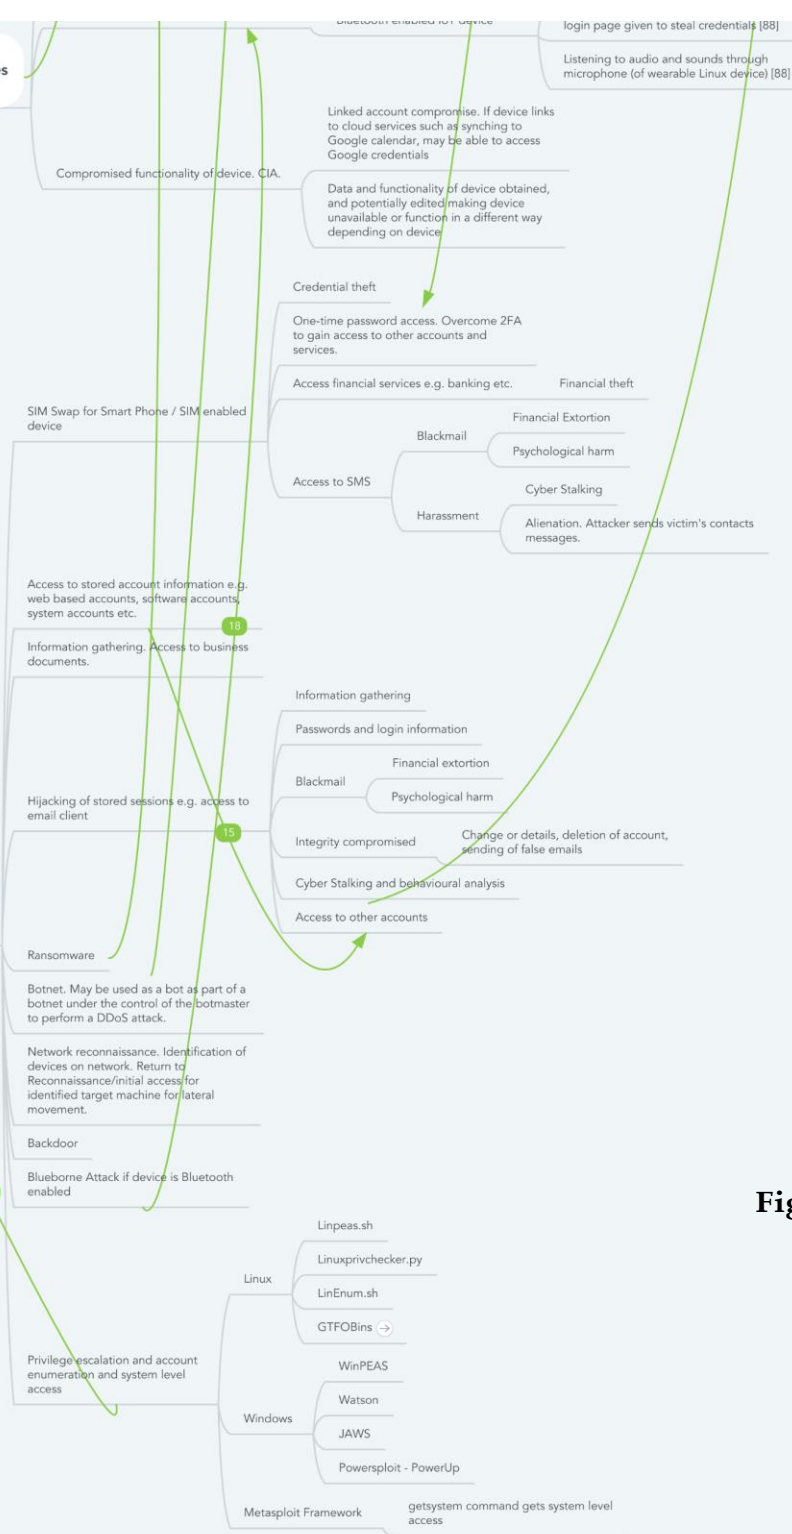 Bluetooth enabled IoT device
login page given to steal credentials [88]
Listening to audio and sounds through
microphone (of wearable Linux device) [88]
s
Linked account compromise. If device links
to cloud services such as synching to
Google calendar, may be able to access
Google credentials
Compromised functionality of device. CIA.
Data and functionality of device obtained,
and potentially edited making device
unavailable or function in a different way
depending on device
Credential theft
One-time password access. Overcome 2FA
to gain access to other accounts and
services.
Access financial services e.g. banking etc.
Financial theft
SIM Swap for Smart Phone / SIM enabled
device
Financial Extortion
Blackmail
Psychological harm
Access to SMS
Cyber Stalking
Harassment
Alienation. Attacker sends victim's contacts
messages.
Access to stored account information e.g.
web based accounts, software accounts,
system accounts etc.
18
Information gathering. Access to business
documents.
Information gathering
Passwords and login information
Financial extortion
Blackmail
Psychological harm
Hijacking of stored sessions e.g. access to
email client
15
Integrity compromised
Change or details, deletion of account,
sending of false emails
Cyber Stalking and behavioural analysis
Access to other accounts
Ransomware
Botnet. May be used as a bot as part of a
botnet under the control of the botmaster
to perform a DDoS attack.
Network reconnaissance. Identification of
devices on network. Return to
Reconnaissance/initial access for
identified target machine for lateral
movement.
Backdoor
Blueborne Attack if device is Bluetooth
enabled
Fig
Linpeas.sh
Linuxprivchecker.py
Linux
LinEnum.sh
GTFOBins
Privilege escalation and account
enumeration and system level
access
WinPEAS
Watson
Windows
JAWS
Powersploit - PowerUp
Metasploit Framework
getsystem command gets system level
access